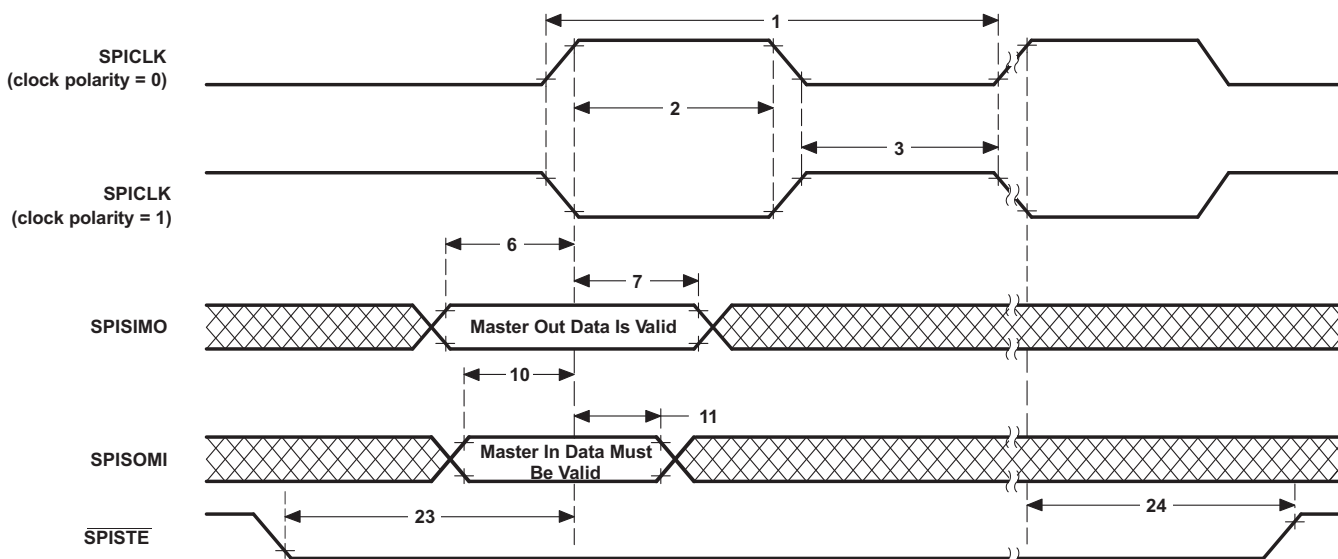 1
SPICLK
(clock polarity = 0)
2
3
SPICLK
(clock polarity = 1)
6
7
SPISIMO
Master Out Data Is Valid
10
11
SPISOMI
Master In Data Must
Be Valid
23
24
SPISTE